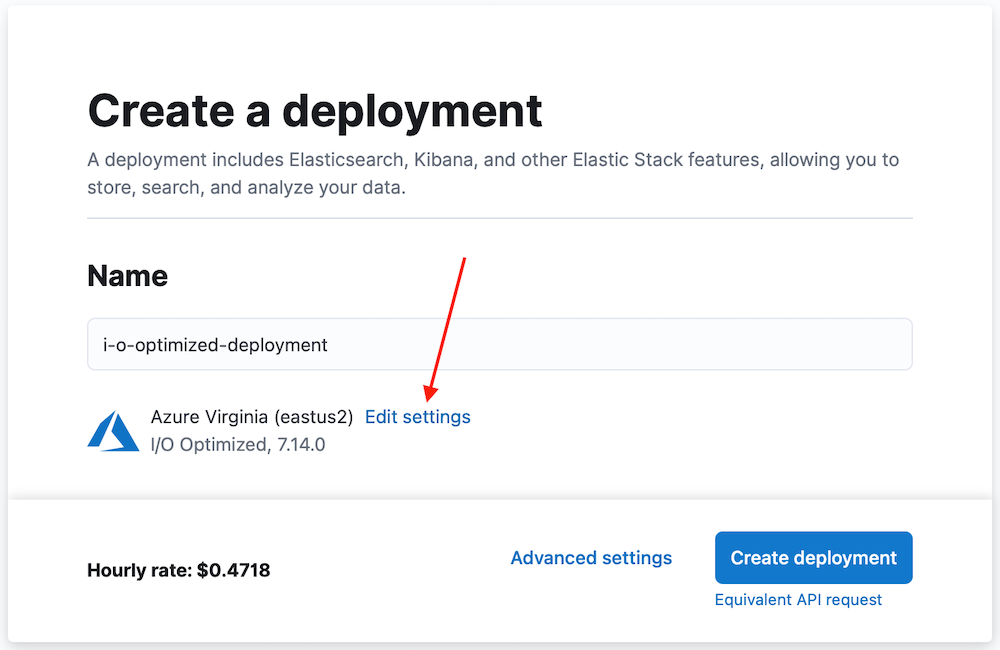 Create a deployment
A deployment includes Elasticsearch, Kibana, and other Elastic Stack features, allowing you to
store, search, and analyze your data.
Name
i-o-optimized-deployment
Azure Virginia (eastus2) Edit settings
I/O Optimized, 7.14.0
Hourly rate: $0.4718
Advanced settings
Create deployment
Equivalent API request